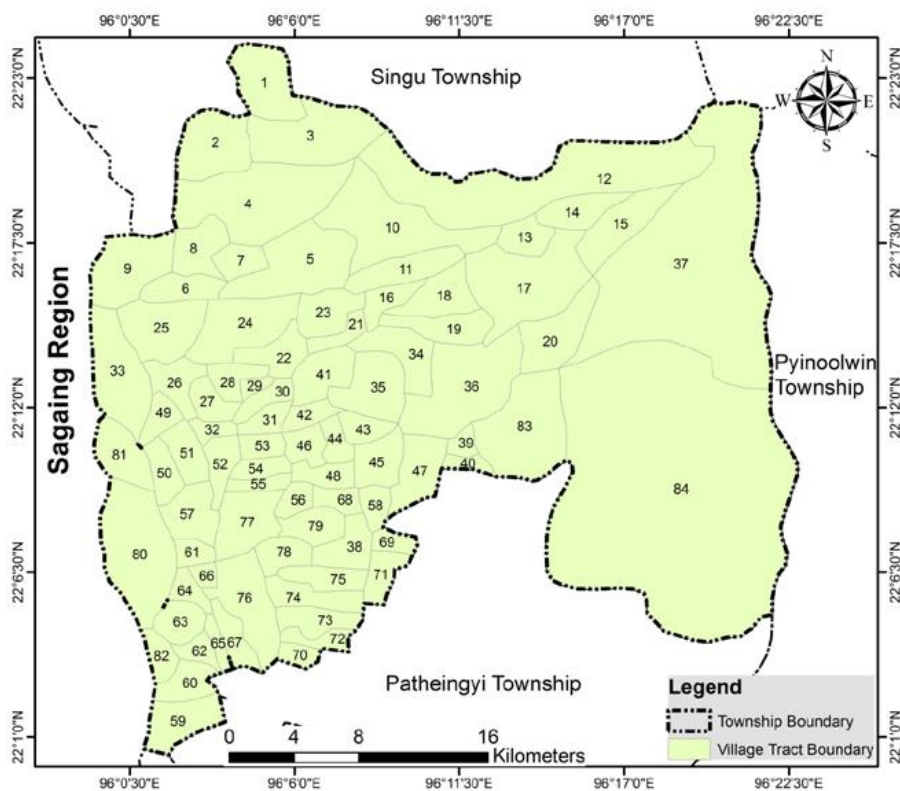 96°0'30"E 96°6'0"E 96°11'30"E 96°17'0"E 96°22'30"E
22°23'0"N 22°23'0"N
N
W E
S
Singu Township
1
2 3
12
4
14
15
10
13
22°17'30"N 22°17'30"N
8
37
9 7 5
11
6
17
16 18
23
25 24 21
19
20
22
34
33
41
26 28 29
35 36
30
27
Pyinoolwin
Township
Sagaing Region
22°12'0"N 22°12'0"N
49
42
31
83
32 43
44
39
53 46
81 51
52 45
40
54
50 47
55 48
84
56 68
58
57
77 79
38 69
80 61 78
22°6'30"N 22°6'30"N
66 75 71
64
76 74
63 73
65 67 72
62
82 70
60
Patheingyi Township
59
Legend
Township Boundary
Village Tract Boundary
0 4 8 16
Kilometers
22°1'0"N 22°1'0"N
96°0'30"E 96°6'0"E 96°11'30"E 96°17'0"E 96°22'30"E